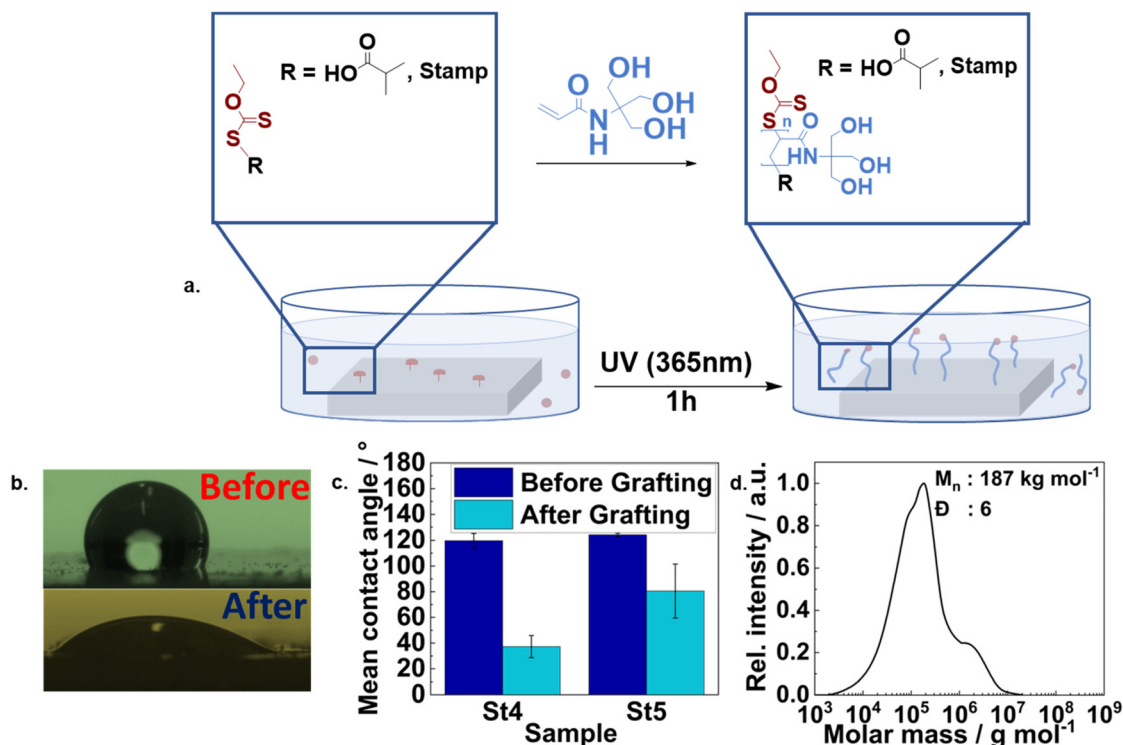 R = HO O , Stamp
O
S
S
R
O
N
H
OH
OH
OH
R = HO O , Stamp
O
S
S
n O
HN
OH
OH
OH
R
a.
UV (365nm)
1h
b.
Before
After
c.
Mean contact angle / °
180
160
140
120
100
80
60
40
20
0
Before Grafting
After Grafting
St4 St5
Sample
d.
Rel. intensity / a.u.
1.0
0.8
0.6
0.4
0.2
0.0
Mₙ : 187 kg mol⁻¹
Đ : 6
10³ 10⁴ 10⁵ 10⁶ 10⁷ 10⁸ 10⁹
Molar mass / g mol⁻¹